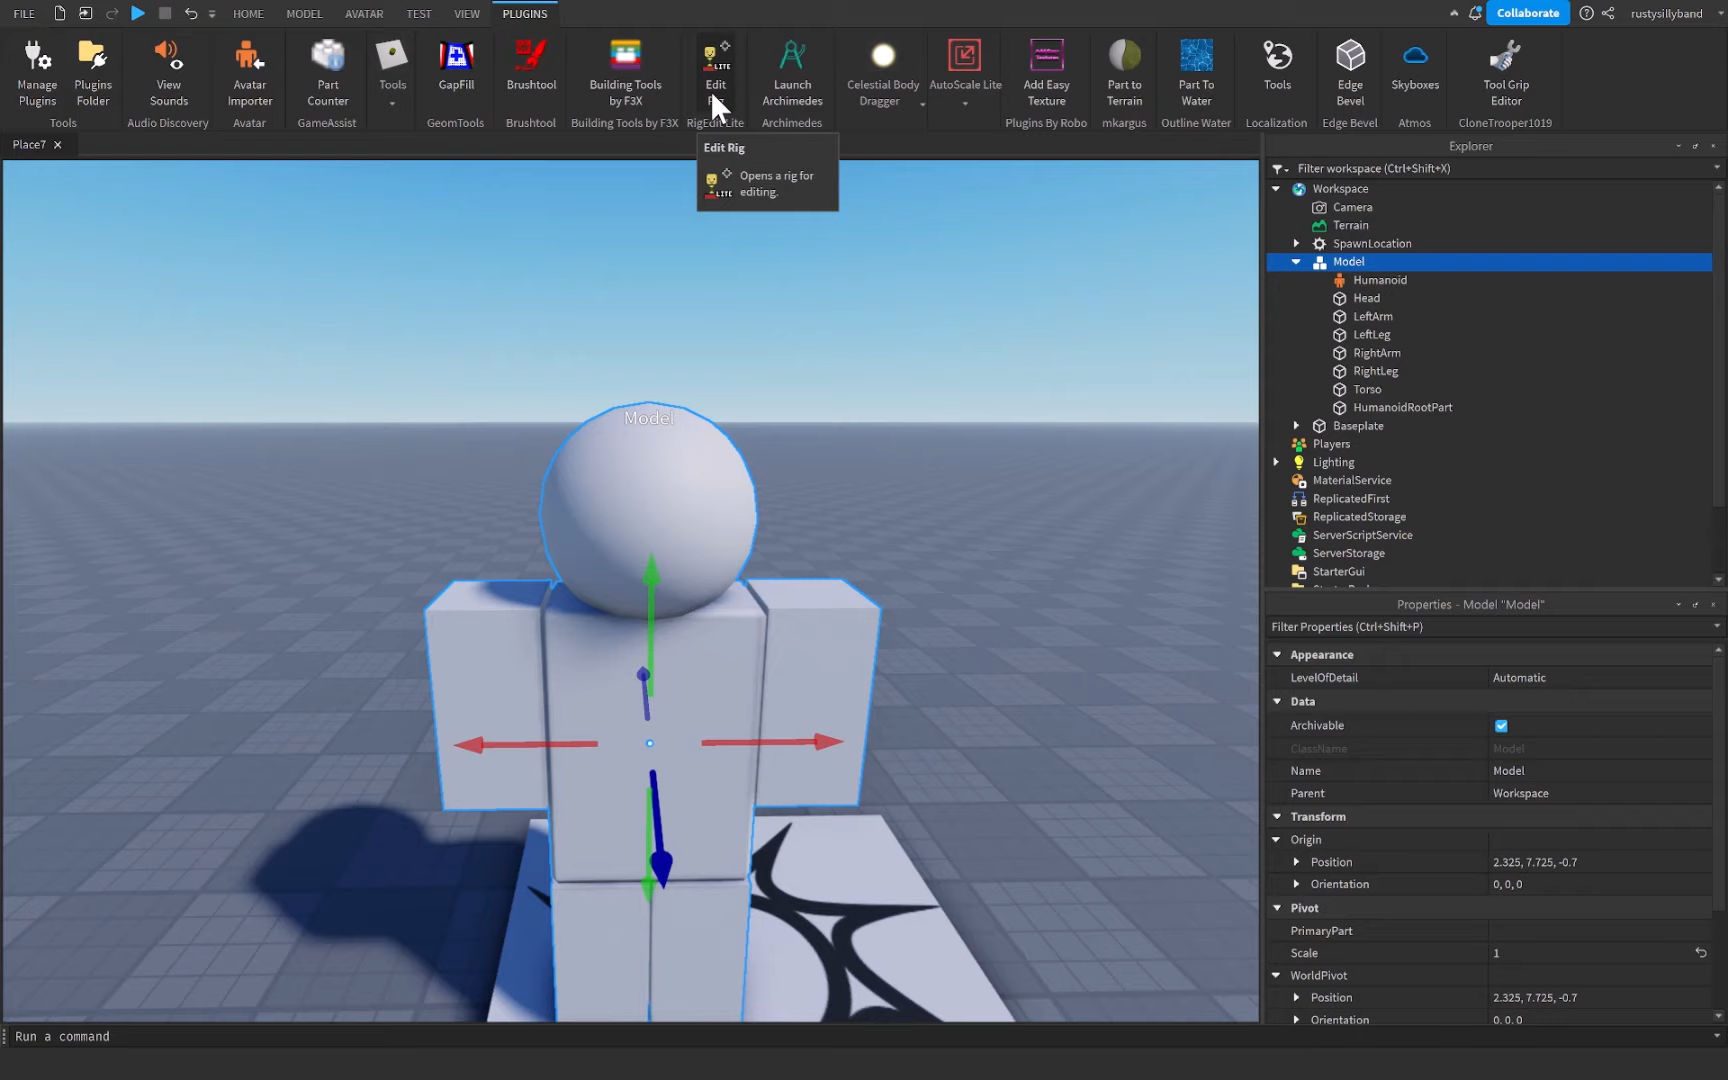 FILE HOME MODEL AVATAR TEST VIEW PLUGINS Collaborate rustysillyband
Manage Plugins
Plugins Folder
Tools
View Sounds
Audio Discovery
Avatar Importer
Avatar
Part Counter
GameAssist
Tools
GapFill
GeomTools
Brushtool
Brushtool
Building Tools by F3X
Building Tools by F3X
LITE
Edit
RigEdit Lite
Launch Archimedes
Archimedes
Celestial Body Dragger
AutoScale Lite
Add Easy Texture
Plugins By Robo
Part to Terrain
mkargus
Part To Water
Outline Water
Tools
Localization
Edge Bevel
Edge Bevel
Skyboxes
Atmos
Tool Grip Editor
CloneTrooper1019
Place7
Edit Rig
LITE
Opens a rig for
editing.
Model
Explorer
Filter workspace (Ctrl+Shift+X)
Workspace
Camera
Terrain
SpawnLocation
Model
Humanoid
Head
LeftArm
LeftLeg
RightArm
RightLeg
Torso
HumanoidRootPart
Baseplate
Players
Lighting
MaterialService
ReplicatedFirst
ReplicatedStorage
ServerScriptService
ServerStorage
StarterGui
Properties - Model "Model"
Filter Properties (Ctrl+Shift+P)
Appearance
LevelOfDetail Automatic
Data
Archivable
ClassName Model
Name Model
Parent Workspace
Transform
Origin
Position 2.325, 7.725, -0.7
Orientation 0, 0, 0
Pivot
PrimaryPart
Scale 1
WorldPivot
Position 2.325, 7.725, -0.7
Orientation 0, 0, 0
Run a command